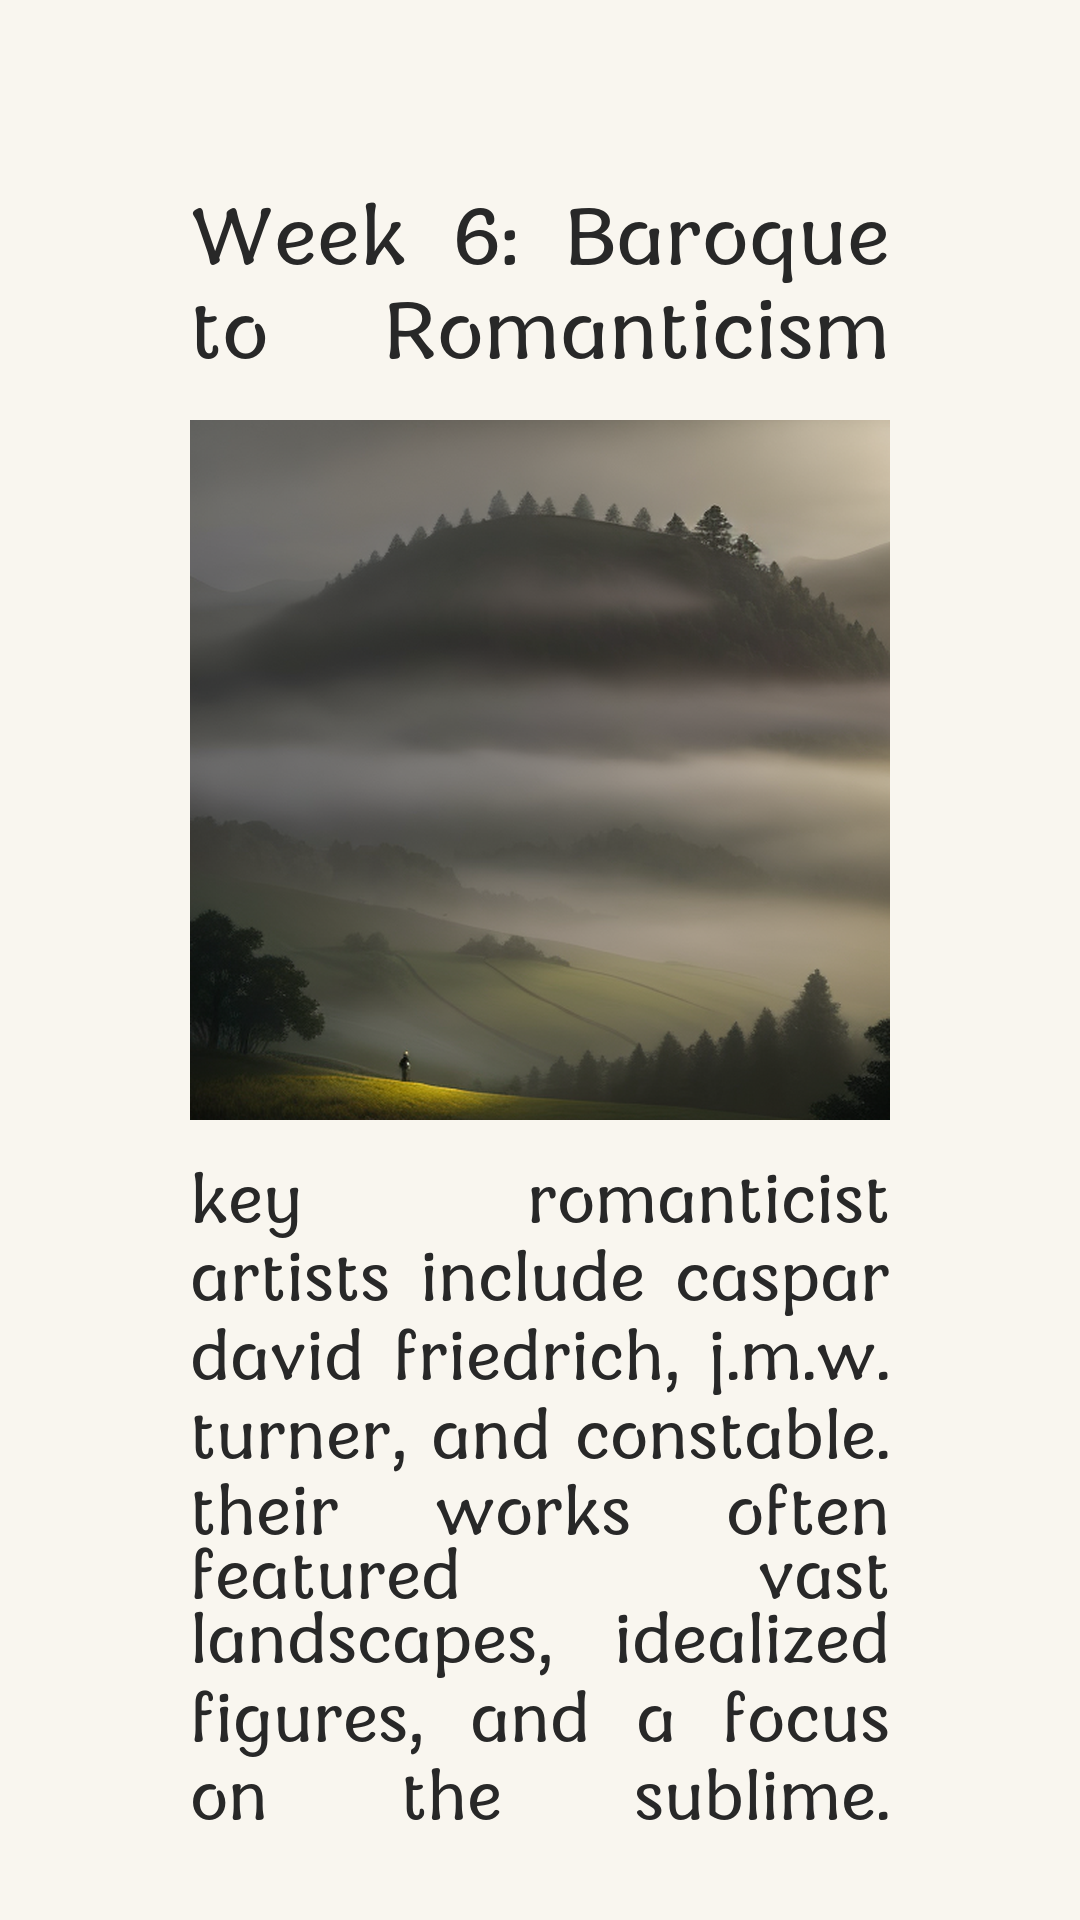 Week 6: Baroque
to Romanticism
key romanticist
artists include caspar
david friedrich, j.m.w.
turner, and constable.
their works often
featured vast
landscapes, idealized
figures, and a focus
on the sublime.